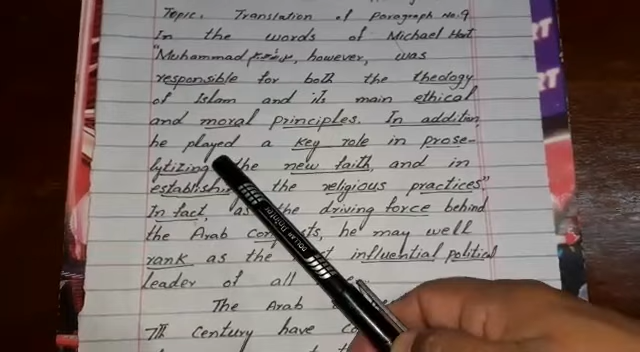 Topic. Translation of Paragraph No.9
In the words of Michael Hart
"Muhammad ﷺ, however, was
responsible for both the theology
of Islam and its main ethical
and moral principles. In addition,
he played a key role in prose-
lytizing the new faith, and in
the religious practices"
In fact, as the driving force behind
the Arab he may well
rank as the influential political
leader of all
The Arab
7th Century have
DOLLAR
RT
RT